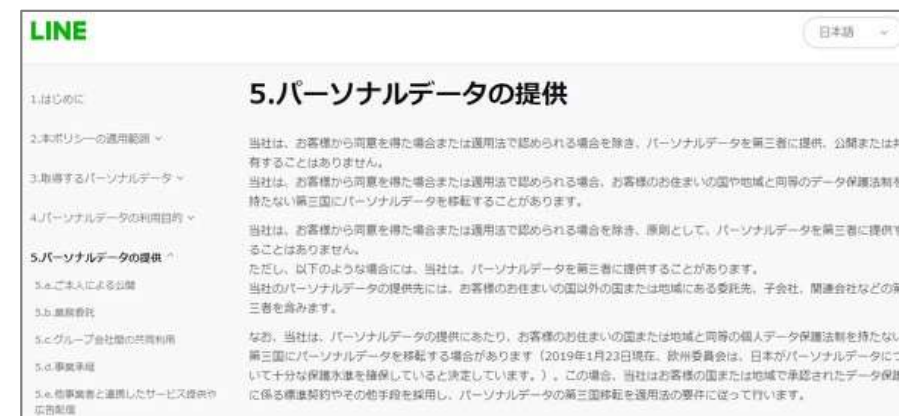 LINE
日本語
1.はじめに
2.本ポリシーの適用範囲
3.取得するパーソナルデータ
4.パーソナルデータの利用目的
5.パーソナルデータの提供
5.a.ご本人による公開
5.b.業務委託
5.c.グループ会社間の共同利用
5.d.事業承継
5.e.他事業者と連携したサービス提供や
広告配信
5.パーソナルデータの提供
当社は、お客様から同意を得た場合または適用法で認められる場合を除き、パーソナルデータを第三者に提供、公開または共
有することはありません。
当社は、お客様から同意を得た場合または適用法で認められる場合、お客様のお住まいの国や地域と同等のデータ保護法制を
持たない第三国にパーソナルデータを移転することがあります。
当社は、お客様から同意を得た場合または適用法で認められる場合を除き、原則として、パーソナルデータを第三者に提供す
ることはありません。
ただし、以下のような場合には、当社は、パーソナルデータを第三者に提供することがあります。
当社のパーソナルデータの提供先には、お客様のお住まいの国以外の国または地域にある委託先、子会社、関連会社などの第
三者を含みます。
なお、当社は、パーソナルデータの提供にあたり、お客様のお住まいの国または地域と同等の個人データ保護法制を持たない
第三国にパーソナルデータを移転する場合があります（2019年1月23日現在、欧州委員会は、日本がパーソナルデータにつ
いて十分な保護水準を確保していると決定しています。）。この場合、当社はお客様の国または地域で承認されたデータ保護
に係る標準契約やその他手段を採用し、パーソナルデータの第三国移転を適用法の要件に従って行います。